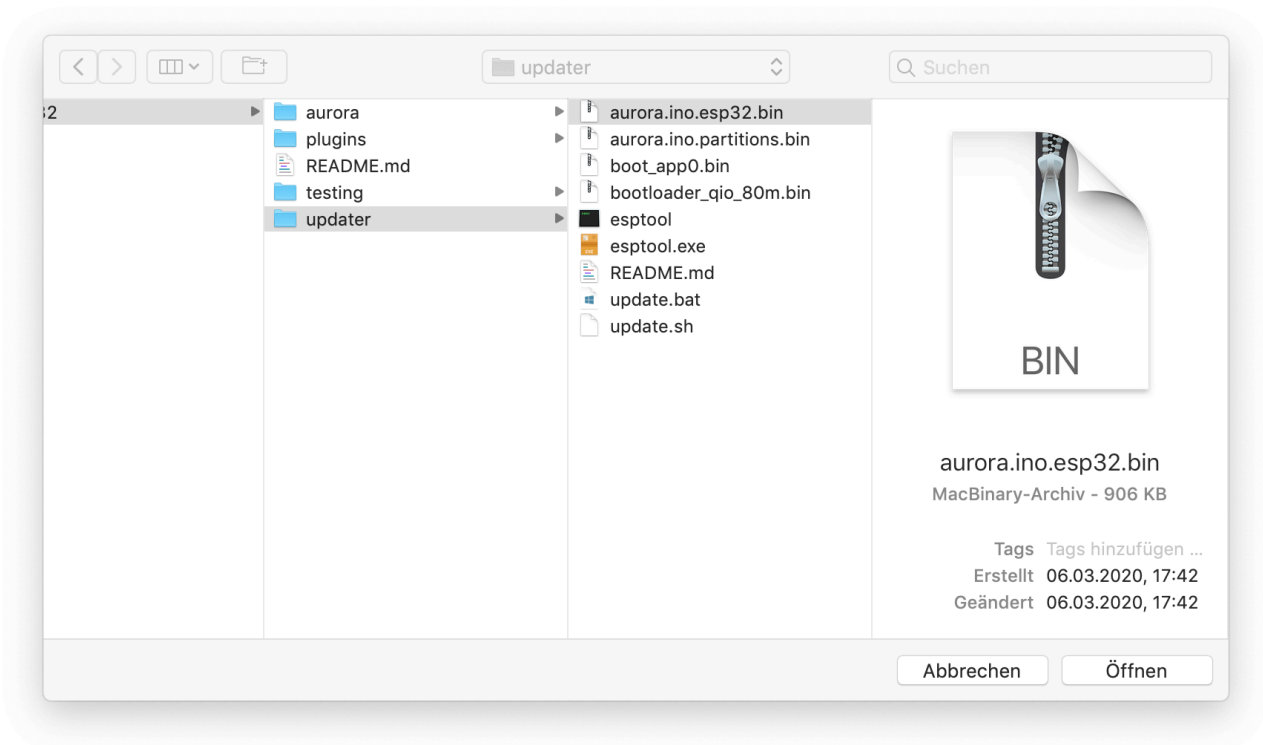 updater
Suchen
32
aurora
plugins
README.md
testing
updater
aurora.ino.esp32.bin
aurora.ino.partitions.bin
boot_app0.bin
bootloader_qio_80m.bin
esptool
esptool.exe
README.md
update.bat
update.sh
BIN
aurora.ino.esp32.bin
MacBinary-Archiv - 906 KB
Tags Tags hinzufügen ...
Erstellt 06.03.2020, 17:42
Geändert 06.03.2020, 17:42
Abbrechen
Öffnen